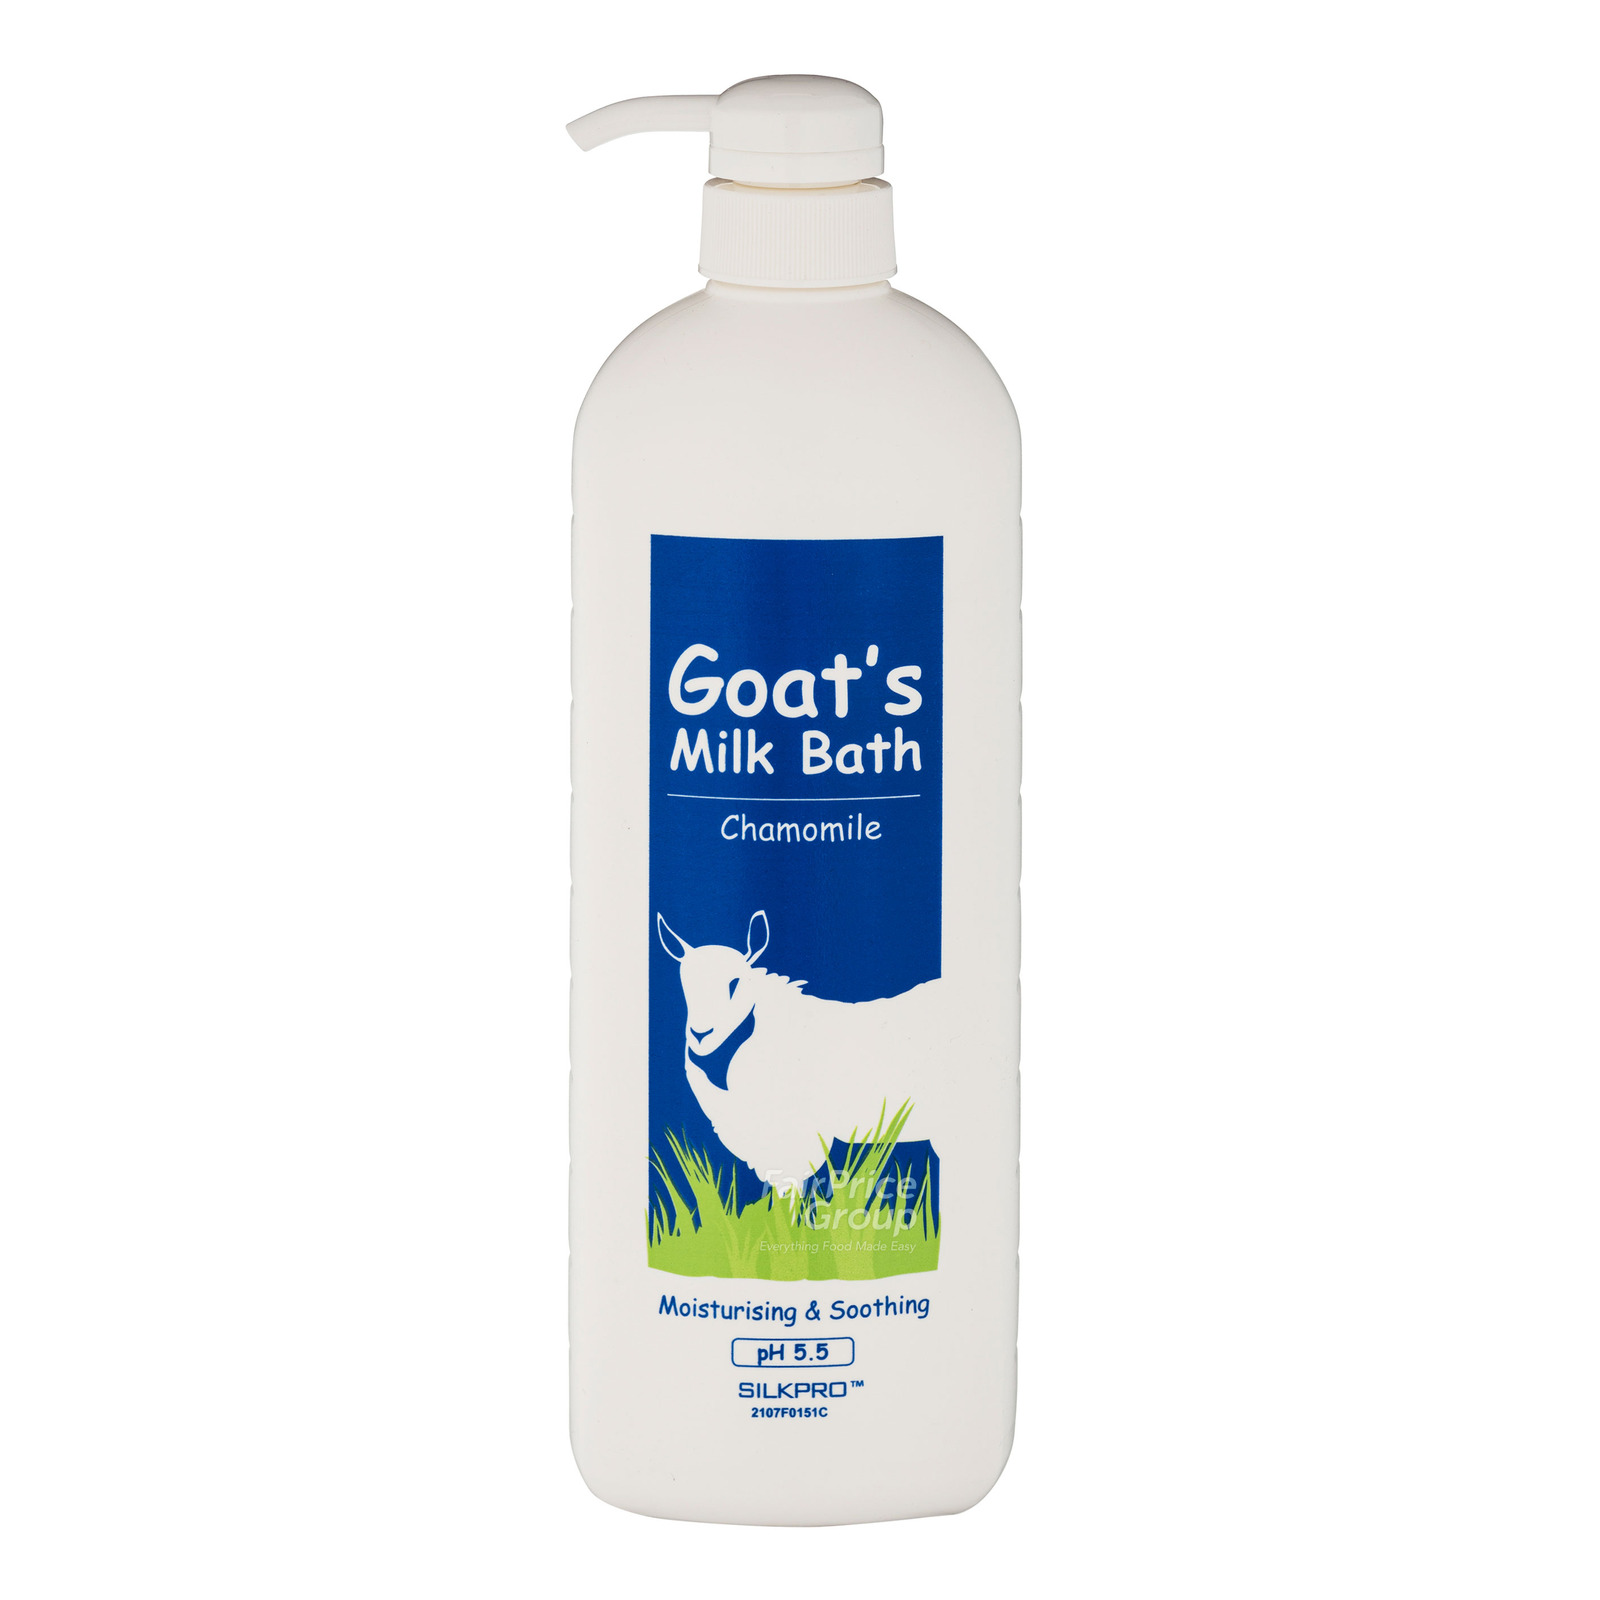 Goat's
Milk Bath
Chamomile
FairPrice
Group
Everything Food Made Easy
Moisturising & Soothing
pH 5.5
SILKPRO™
2107F0151C